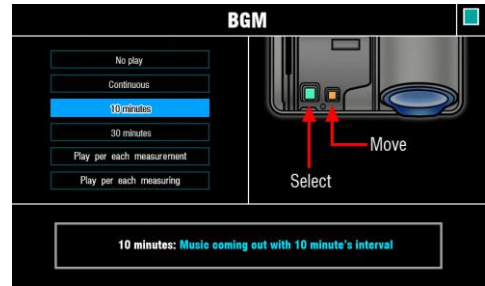 BGM
No play
Continuous
10 minutes
30 minutes
Play per each measurement
Play per each measuring
Move
Select
10 minutes: Music coming out with 10 minute's interval